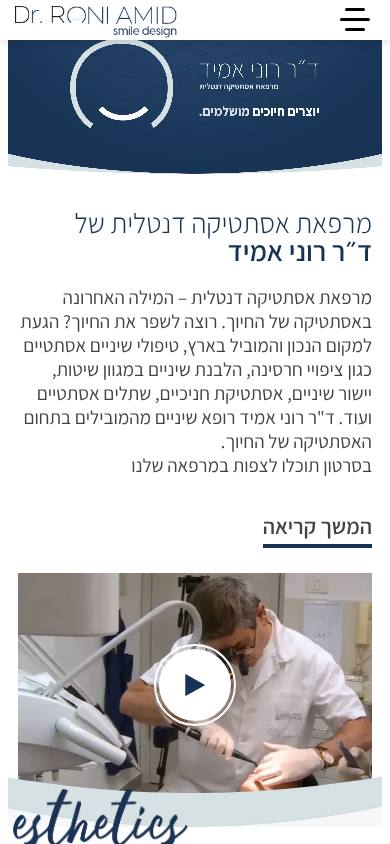 Dr. RONI AMID
smile design
ד״ר רוני אמיד
מרפאת אסתטיקה דנטלית
יוצרים חיוכים מושלמים.
מרפאת אסתטיקה דנטלית של
ד״ר רוני אמיד
מרפאת אסתטיקה דנטלית – המילה האחרונה
באסתטיקה של החיוך. רוצה לשפר את החיוך? הגעת
למקום הנכון והמוביל בארץ, טיפולי שיניים אסתטיים
כגון ציפויי חרסינה, הלבנת שיניים במגוון שיטות,
יישור שיניים, אסתטיקת חניכיים, שתלים אסתטיים
ועוד. ד"ר רוני אמיד רופא שיניים מהמובילים בתחום
האסתטיקה של החיוך.
בסרטון תוכלו לצפות במרפאה שלנו
המשך קריאה
esthetics